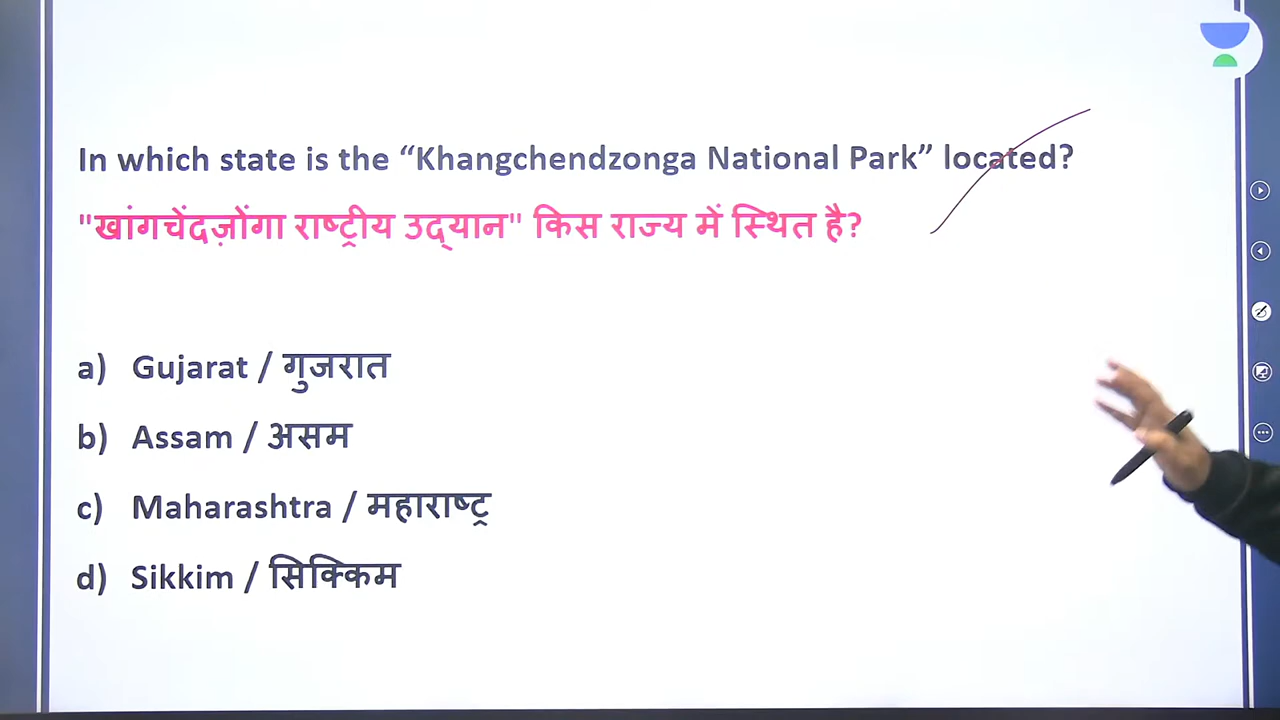 In which state is the “Khangchendzonga National Park” located?
"खांगचेंदज़ोंगा राष्ट्रीय उद्यान" किस राज्य में स्थित है?
a) Gujarat / गुजरात
b) Assam / असम
c) Maharashtra / महाराष्ट्र
d) Sikkim / सिक्किम